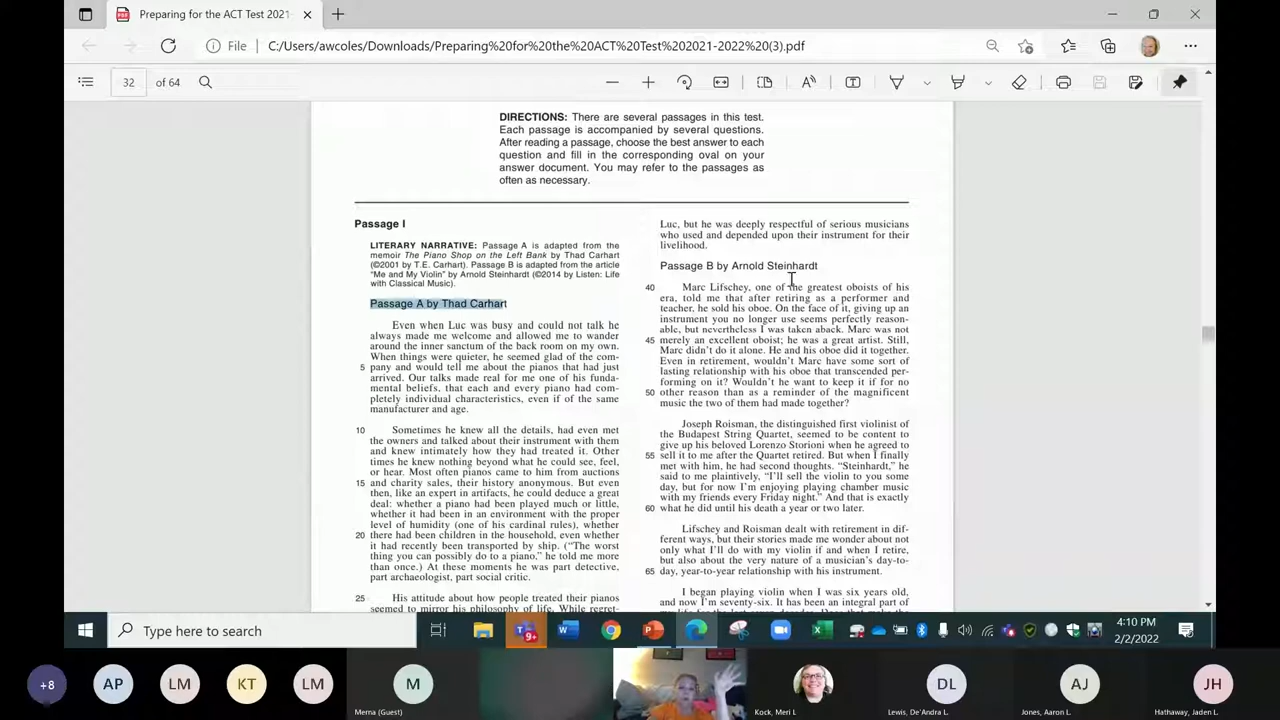 Preparing for the ACT Test 2021-
File
C:/Users/awcoles/Downloads/Preparing%20for%20the%20ACT%20Test%202021-2022%20(3).pdf
32
of 64
DIRECTIONS: There are several passages in this test.
Each passage is accompanied by several questions.
After reading a passage, choose the best answer to each
question and fill in the corresponding oval on your
answer document. You may refer to the passages as
often as necessary.
Passage I
LITERARY NARRATIVE: Passage A is adapted from the
memoir The Piano Shop on the Left Bank by Thad Carhart
(©2001 by T.E. Carhart). Passage B is adapted from the article
“Me and My Violin” by Arnold Steinhardt (©2014 by Listen: Life
with Classical Music).
Passage A by Thad Carhart
Even when Luc was busy and could not talk he
always made me welcome and allowed me to wander
around the inner sanctum of the back room on my own.
When things were quieter, he seemed glad of the com-
5 pany and would tell me about the pianos that had just
arrived. Our talks made real for me one of his funda-
mental beliefs, that each and every piano had com-
pletely individual characteristics, even if of the same
manufacturer and age.
10 Sometimes he knew all the details, had even met
the owners and talked about their instrument with them
and knew intimately how they had treated it. Other
times he knew nothing beyond what he could see, feel,
or hear. Most often pianos came to him from auctions
15 and charity sales, their history anonymous. But even
then, like an expert in artifacts, he could deduce a great
deal: whether a piano had been played much or little,
whether it had been in an environment with the proper
level of humidity (one of his cardinal rules), whether
20 there had been children in the household, even whether
it had recently been transported by ship. (“The worst
thing you can possibly do to a piano,” he told me more
than once.) At these moments he was part detective,
part archaeologist, part social critic.
25 His attitude about how people treated their pianos
seemed to mirror his philosophy of life. While regret-
Luc, but he was deeply respectful of serious musicians
who used and depended upon their instrument for their
livelihood.
Passage B by Arnold Steinhardt
40 Marc Lifschey, one of the greatest oboists of his
era, told me that after retiring as a performer and
teacher, he sold his oboe. On the face of it, giving up an
instrument you no longer use seems perfectly reason-
able, but nevertheless I was taken aback. Marc was not
45 merely an excellent oboist; he was a great artist. Still,
Marc didn’t do it alone. He and his oboe did it together.
Even in retirement, wouldn’t Marc have some sort of
lasting relationship with his oboe that transcended per-
forming on it? Wouldn’t he want to keep it if for no
50 other reason than as a reminder of the magnificent
music the two of them had made together?
Joseph Roisman, the distinguished first violinist of
the Budapest String Quartet, seemed to be content to
give up his beloved Lorenzo Storioni when he agreed to
55 sell it to me after the Quartet retired. But when I finally
met with him, he had second thoughts. “Steinhardt,” he
said to me plaintively, “I’ll sell the violin to you some
day, but for now I’m enjoying playing chamber music
with my friends every Friday night.” And that is exactly
60 what he did until his death a year or two later.
Lifschey and Roisman dealt with retirement in dif-
ferent ways, but their stories made me wonder about not
only what I’ll do with my violin if and when I retire,
but also about the very nature of a musician’s day-to-
65 day, year-to-year relationship with his instrument.
I began playing violin when I was six years old,
and now I’m seventy-six. It has been an integral part of
Type here to search
9+
4:10 PM
2/2/2022
+8
AP
LM
KT
LM
M
Merna (Guest)
Kock, Meri L
DL
Lewis, De'Andra L.
AJ
Jones, Aaron L.
JH
Hathaway, Jaden L.